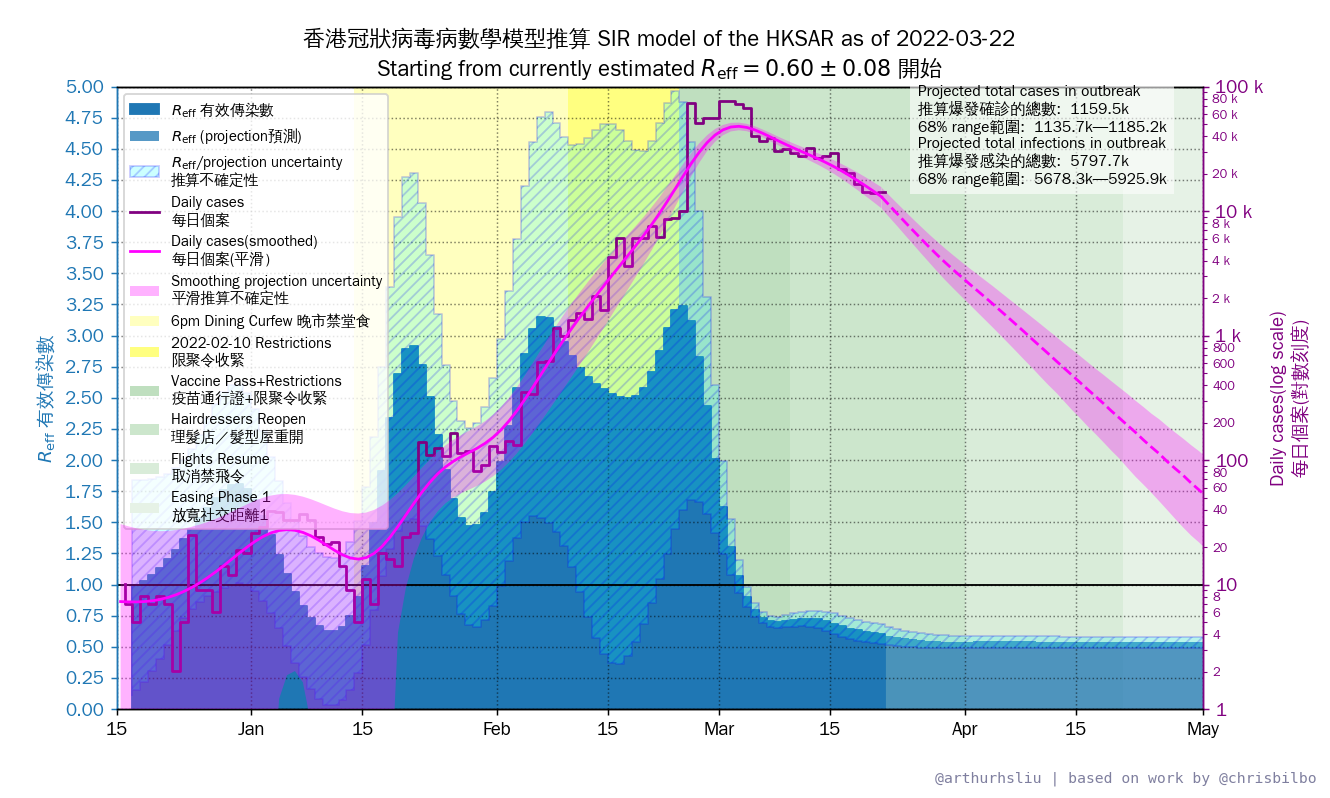 香港冠狀病毒病數學模型推算 SIR model of the HKSAR as of 2022-03-22
Starting from currently estimated Reff = 0.60 ± 0.08 開始
Reff 有效傳染數
Reff (projection預測)
Reff/projection uncertainty
推算不確定性
Daily cases
每日個案
Daily cases(smoothed)
每日個案(平滑)
Smoothing projection uncertainty
平滑推算不確定性
6pm Dining Curfew 晚市禁堂食
2022-02-10 Restrictions
限聚令收緊
Vaccine Pass+Restrictions
疫苗通行證+限聚令收緊
Hairdressers Reopen
理髮店／髮型屋重開
Flights Resume
取消禁飛令
Easing Phase 1
放寬社交距離1
Projected total cases in outbreak
推算爆發確診的總數: 1159.5k
68% range範圍: 1135.7k—1185.2k
Projected total infections in outbreak
推算爆發感染的總數: 5797.7k
68% range範圍: 5678.3k—5925.9k
Reff 有效傳染數
5.00
4.75
4.50
4.25
4.00
3.75
3.50
3.25
3.00
2.75
2.50
2.25
2.00
1.75
1.50
1.25
1.00
0.75
0.50
0.25
0.00
100 k
80 k
60 k
40 k
20 k
10 k
8 k
6 k
4 k
2 k
1 k
800
600
400
200
100
80
60
40
20
10
8
6
4
2
1
Daily cases(log scale)
每日個案(對數刻度)
15 Jan 15 Feb 15 Mar 15 Apr 15 May
@arthurhsliu | based on work by @chrisbilbo